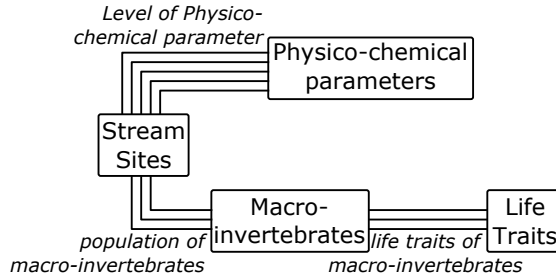 Level of Physico-
chemical parameter
Physico-chemical
parameters
Stream
Sites
Macro-
invertebrates
Life
Traits
population of
macro-invertebrates
life traits of
macro-invertebrates